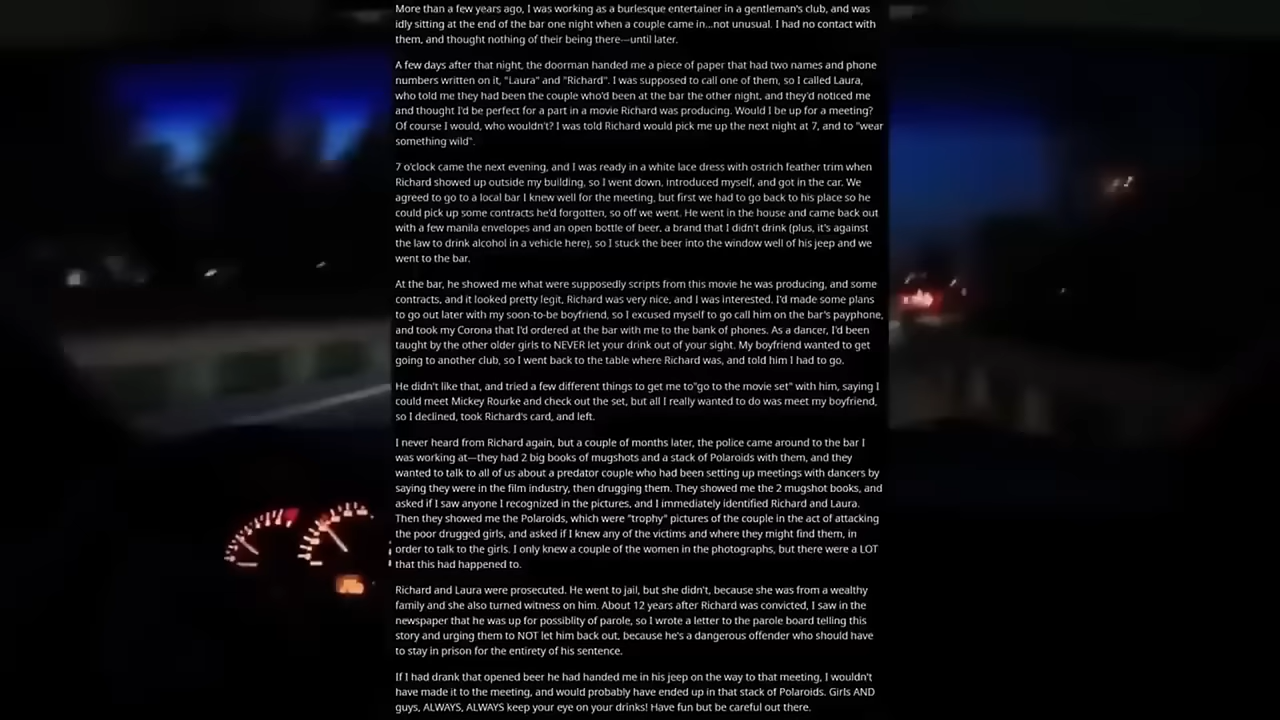 More than a few years ago, I was working as a burlesque entertainer in a gentleman's club, and was
idly sitting at the end of the bar one night when a couple came in...not unusual. I had no contact with
them, and thought nothing of their being there---until later.
A few days after that night, the doorman handed me a piece of paper that had two names and phone
numbers written on it, "Laura" and "Richard". I was supposed to call one of them, so I called Laura,
who told me they had been the couple who'd been at the bar the other night, and they'd noticed me
and thought I'd be perfect for a part in a movie Richard was producing. Would I be up for a meeting?
Of course I would, who wouldn't? I was told Richard would pick me up the next night at 7, and to "wear
something wild".
7 o'clock came the next evening, and I was ready in a white lace dress with ostrich feather trim when
Richard showed up outside my building, so I went down, introduced myself, and got in the car. We
agreed to go to a local bar I knew well for the meeting, but first we had to go back to his place so he
could pick up some contracts he'd forgotten, so off we went. He went in the house and came back out
with a few manila envelopes and an open bottle of beer, a brand that I didn't drink (plus, it's against
the law to drink alcohol in a vehicle here), so I stuck the beer into the window well of his jeep and we
went to the bar.
At the bar, he showed me what were supposedly scripts from this movie he was producing, and some
contracts, and it looked pretty legit, Richard was very nice, and I was interested. I'd made some plans
to go out later with my soon-to-be boyfriend, so I excused myself to go call him on the bar's payphone,
and took my Corona that I'd ordered at the bar with me to the bank of phones. As a dancer, I'd been
taught by the other older girls to NEVER let your drink out of your sight. My boyfriend wanted to get
going to another club, so I went back to the table where Richard was, and told him I had to go.
He didn't like that, and tried a few different things to get me to"go to the movie set" with him, saying I
could meet Mickey Rourke and check out the set, but all I really wanted to do was meet my boyfriend,
so I declined, took Richard's card, and left.
I never heard from Richard again, but a couple of months later, the police came around to the bar I
was working at---they had 2 big books of mugshots and a stack of Polaroids with them, and they
wanted to talk to all of us about a predator couple who had been setting up meetings with dancers by
saying they were in the film industry, then drugging them. They showed me the 2 mugshot books, and
asked if I saw anyone I recognized in the pictures, and I immediately identified Richard and Laura.
Then they showed me the Polaroids, which were "trophy" pictures of the couple in the act of attacking
the poor drugged girls, and asked if I knew any of the victims and where they might find them, in
order to talk to the girls. I only knew a couple of the women in the photographs, but there were a LOT
that this had happened to.
Richard and Laura were prosecuted. He went to jail, but she didn't, because she was from a wealthy
family and she also turned witness on him. About 12 years after Richard was convicted, I saw in the
newspaper that he was up for possiblity of parole, so I wrote a letter to the parole board telling this
story and urging them to NOT let him back out, because he's a dangerous offender who should have
to stay in prison for the entirety of his sentence.
If I had drank that opened beer he had handed me in his jeep on the way to that meeting, I wouldn't
have made it to the meeting, and would probably have ended up in that stack of Polaroids. Girls AND
guys, ALWAYS, ALWAYS keep your eye on your drinks! Have fun but be careful out there.